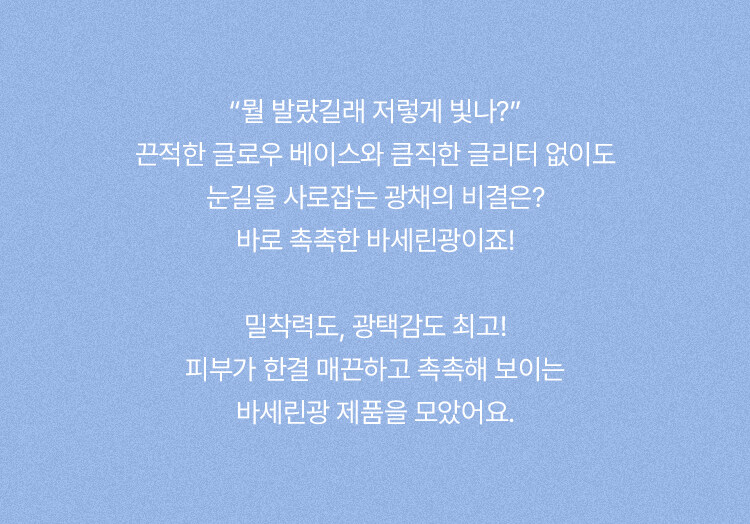 “뭘 발랐길래 저렇게 빛나?”
끈적한 글로우 베이스와 큼직한 글리터 없이도
눈길을 사로잡는 광채의 비결은?
바로 촉촉한 바세린광이죠!
밀착력도, 광택감도 최고!
피부가 한결 매끈하고 촉촉해 보이는
바세린광 제품을 모았어요.